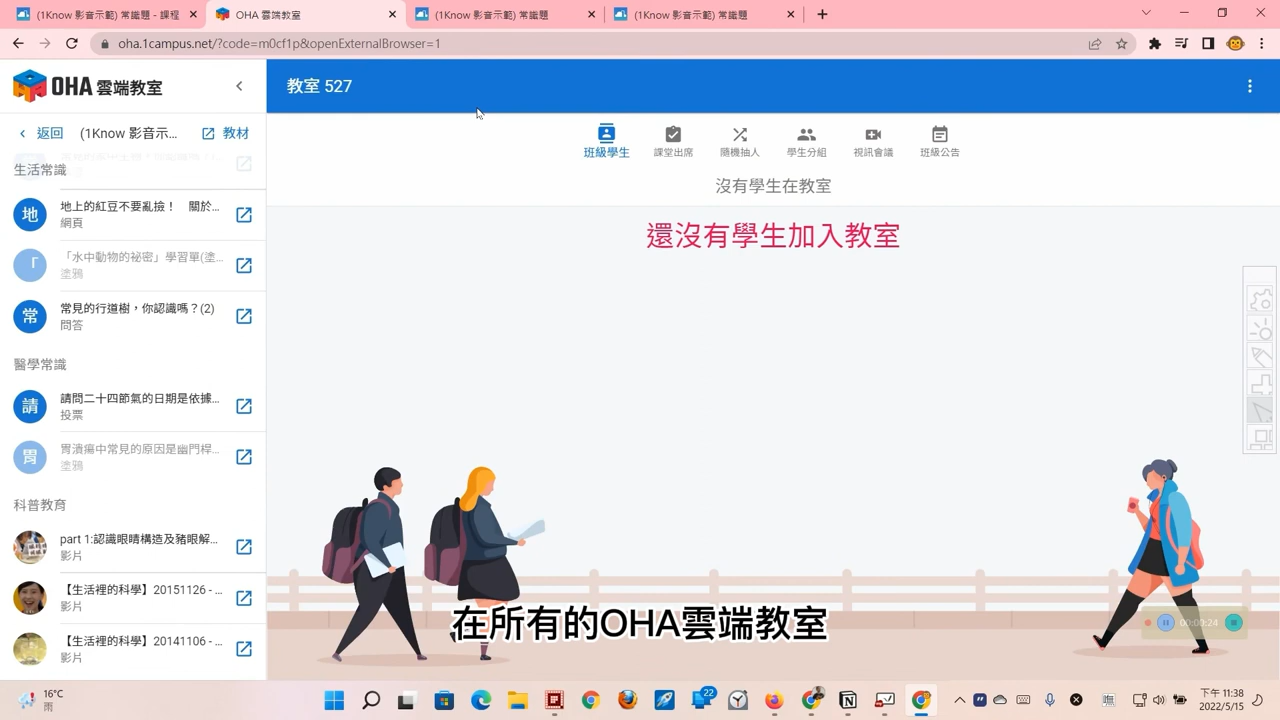 (1Know 影音示範) 常識題 - 課程
OHA 雲端教室
(1Know 影音示範) 常識題
(1Know 影音示範) 常識題
oha.1campus.net/?code=m0cf1p&openExternalBrowser=1
OHA 雲端教室
教室 527
返回
(1Know 影音示...
教材
班級學生
課堂出席
隨機抽人
學生分組
視訊會議
班級公告
沒有學生在教室
還沒有學生加入教室
生活常識
地
地上的紅豆不要亂撿！ 關於...
網頁
「
「水中動物的祕密」學習單(塗...
塗鴉
常
常見的行道樹，你認識嗎？(2)
問答
醫學常識
請
請問二十四節氣的日期是依據...
投票
胃
胃潰瘍中常見的原因是幽門桿...
塗鴉
科普教育
part 1:認識眼睛構造及豬眼解...
影片
【生活裡的科學】20151126 - ...
影片
【生活裡的科學】20141106 - ...
影片
在所有的OHA雲端教室
00:00:24
16°C
雨
22
下午 11:38
2022/5/15